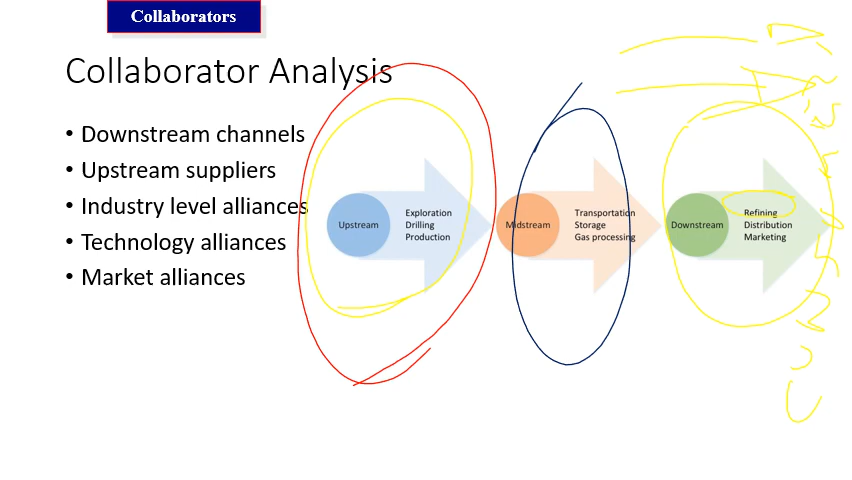 Collaborators
Collaborator Analysis
• Downstream channels
• Upstream suppliers
• Industry level alliances
• Technology alliances
• Market alliances
Upstream
Exploration
Drilling
Production
Midstream
Transportation
Storage
Gas processing
Downstream
Refining
Distribution
Marketing